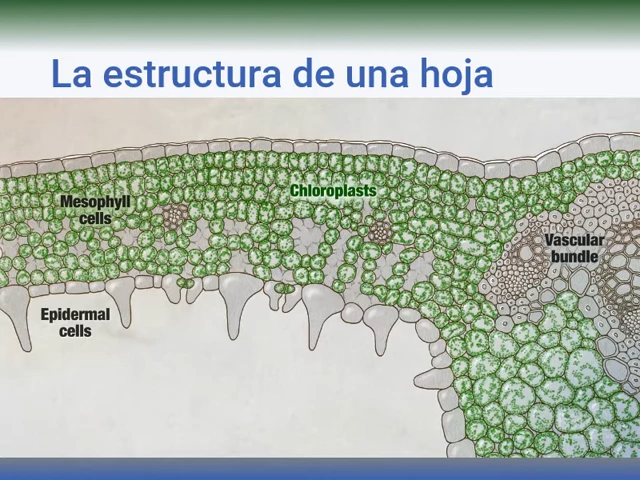 La estructura de una hoja
Chloroplasts
Mesophyll
cells
Vascular
bundle
Epidermal
cells